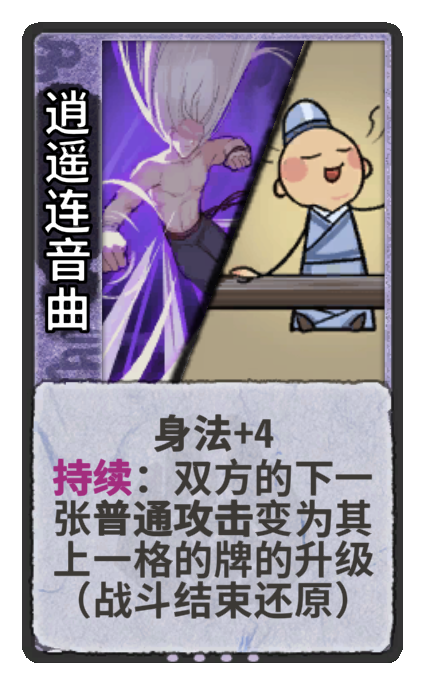 逍遥连音曲
身法+4
持续：双方的下一
张普通攻击变为其
上一格的牌的升级
（战斗结束还原）